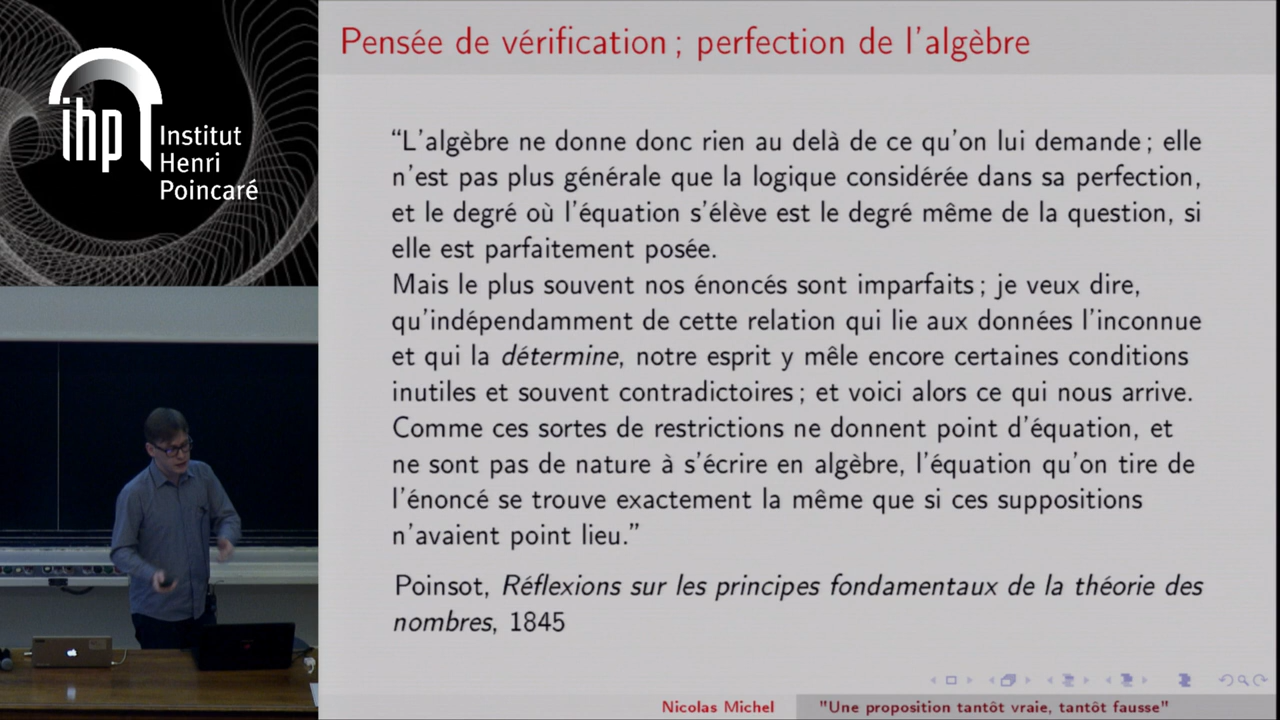 ihp Institut
Henri
Poincaré
Pensée de vérification ; perfection de l'algèbre
“L'algèbre ne donne donc rien au delà de ce qu'on lui demande ; elle
n'est pas plus générale que la logique considérée dans sa perfection,
et le degré où l'équation s'élève est le degré même de la question, si
elle est parfaitement posée.
Mais le plus souvent nos énoncés sont imparfaits ; je veux dire,
qu'indépendamment de cette relation qui lie aux données l'inconnue
et qui la détermine, notre esprit y mêle encore certaines conditions
inutiles et souvent contradictoires ; et voici alors ce qui nous arrive.
Comme ces sortes de restrictions ne donnent point d'équation, et
ne sont pas de nature à s'écrire en algèbre, l'équation qu'on tire de
l'énoncé se trouve exactement la même que si ces suppositions
n'avaient point lieu.”
Poinsot, Réflexions sur les principes fondamentaux de la théorie des
nombres, 1845
Nicolas Michel
"Une proposition tantôt vraie, tantôt fausse"